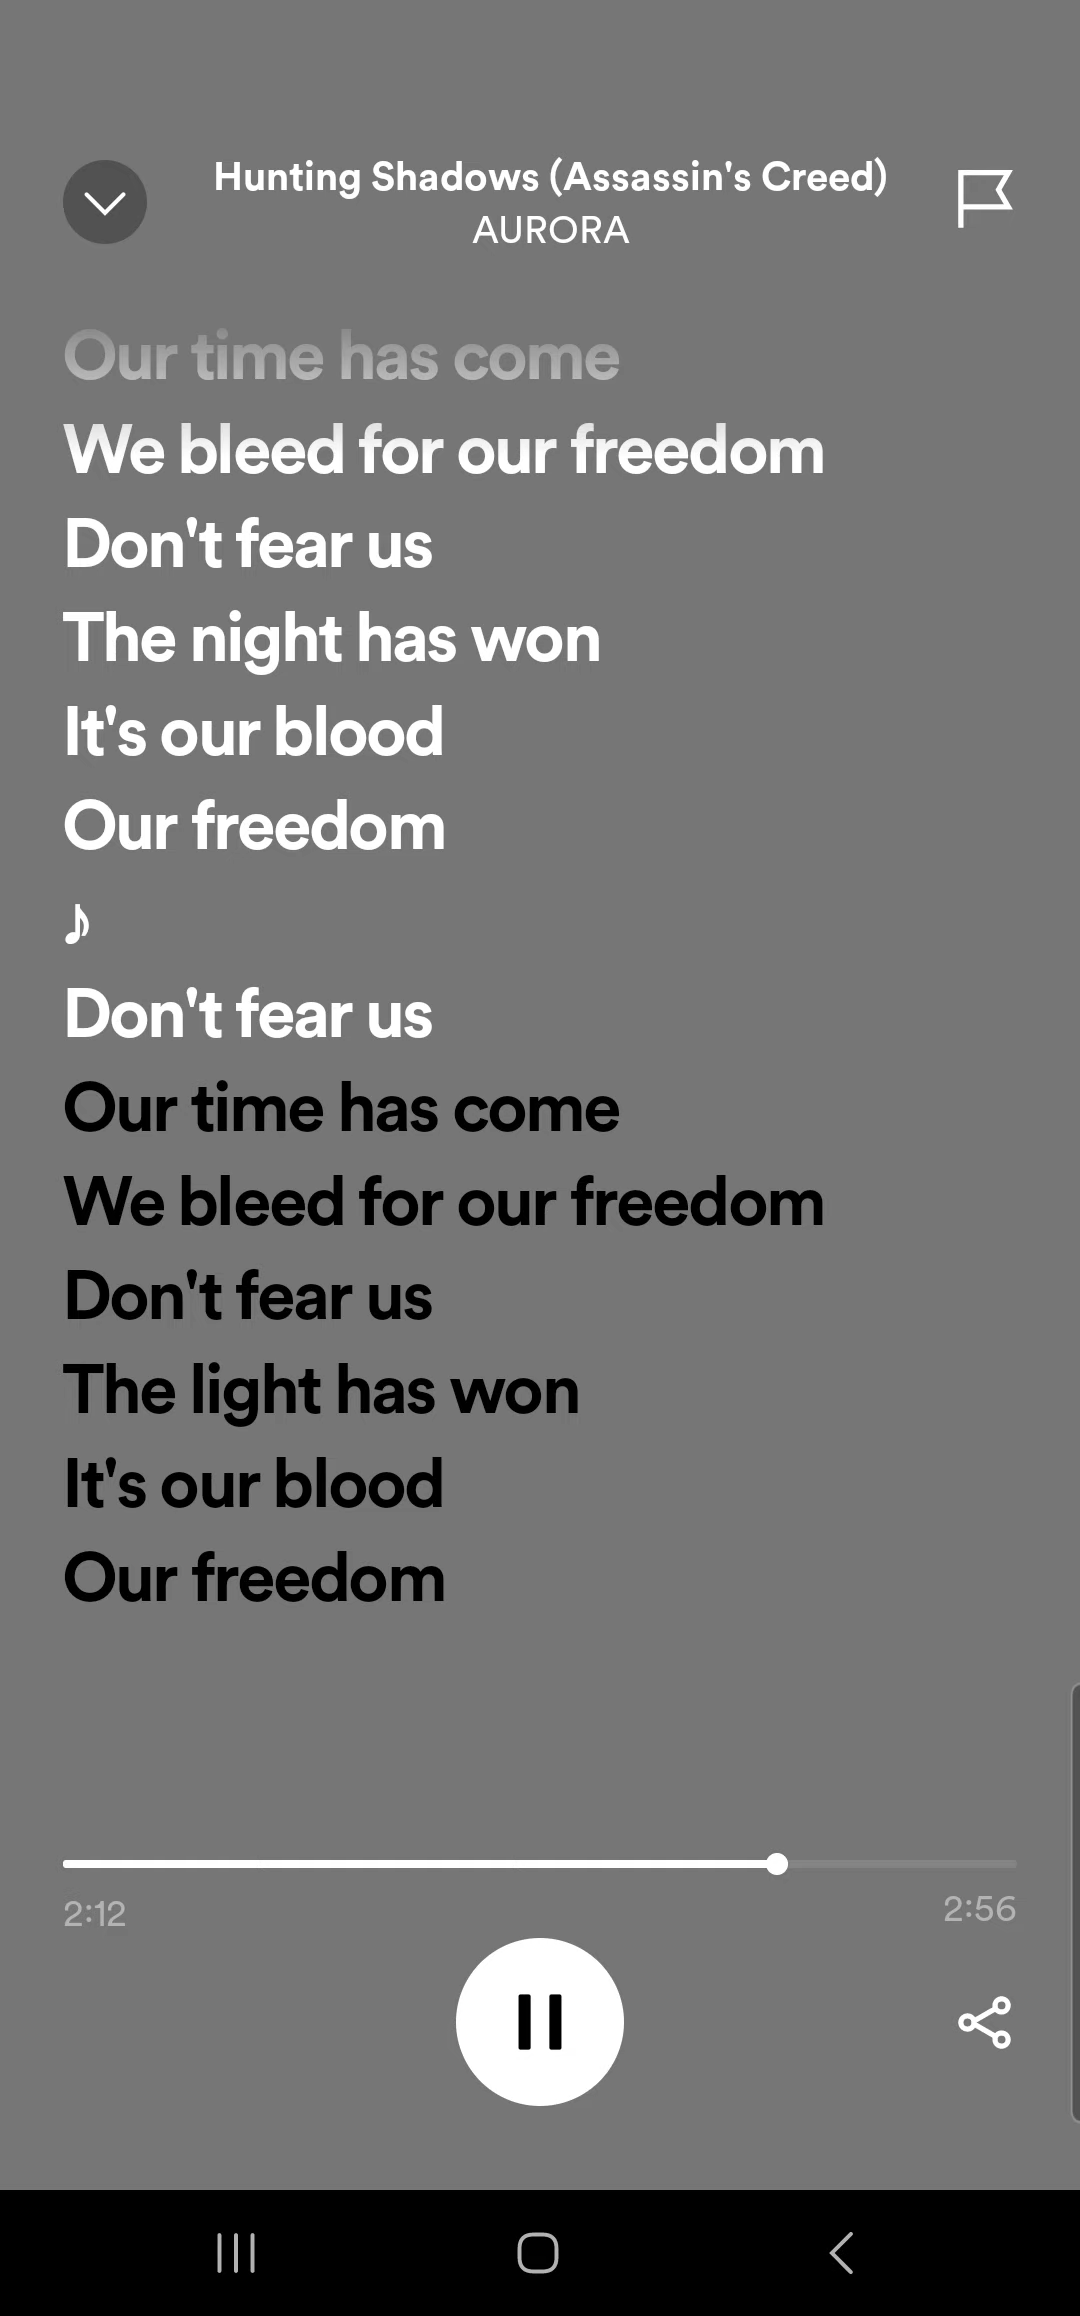 Hunting Shadows (Assassin's Creed)
AURORA
Our time has come
We bleed for our freedom
Don't fear us
The night has won
It's our blood
Our freedom
♪
Don't fear us
Our time has come
We bleed for our freedom
Don't fear us
The light has won
It's our blood
Our freedom
2:12
2:56